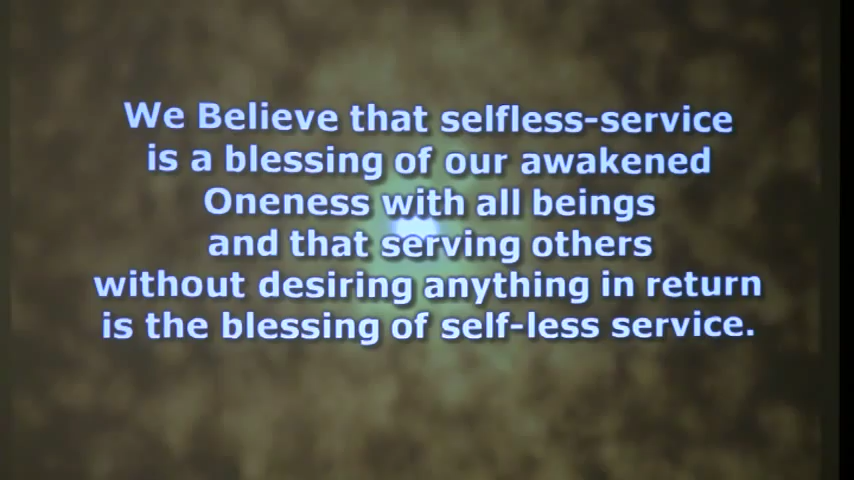 We Believe that selfless-service
is a blessing of our awakened
Oneness with all beings
and that serving others
without desiring anything in return
is the blessing of self-less service.